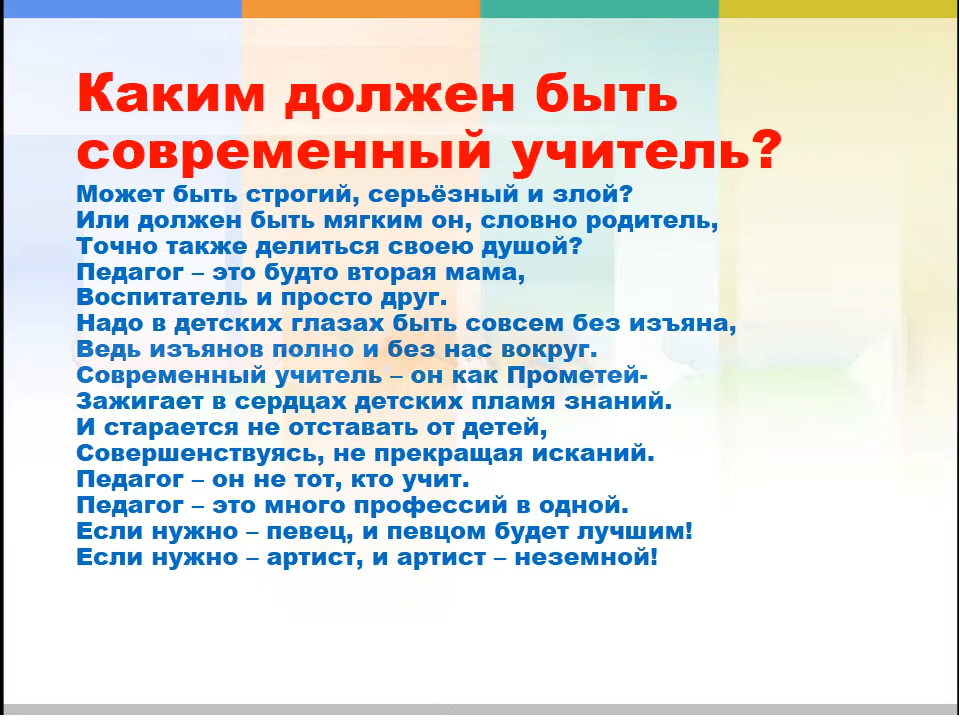 Каким должен быть
современный учитель?
Может быть строгий, серьёзный и злой?
Или должен быть мягким он, словно родитель,
Точно также делиться своею душой?
Педагог – это будто вторая мама,
Воспитатель и просто друг.
Надо в детских глазах быть совсем без изъяна,
Ведь изъянов полно и без нас вокруг.
Современный учитель – он как Прометей-
Зажигает в сердцах детских пламя знаний.
И старается не отставать от детей,
Совершенствуясь, не прекращая исканий.
Педагог – он не тот, кто учит.
Педагог – это много профессий в одной.
Если нужно – певец, и певцом будет лучшим!
Если нужно – артист, и артист – неземной!